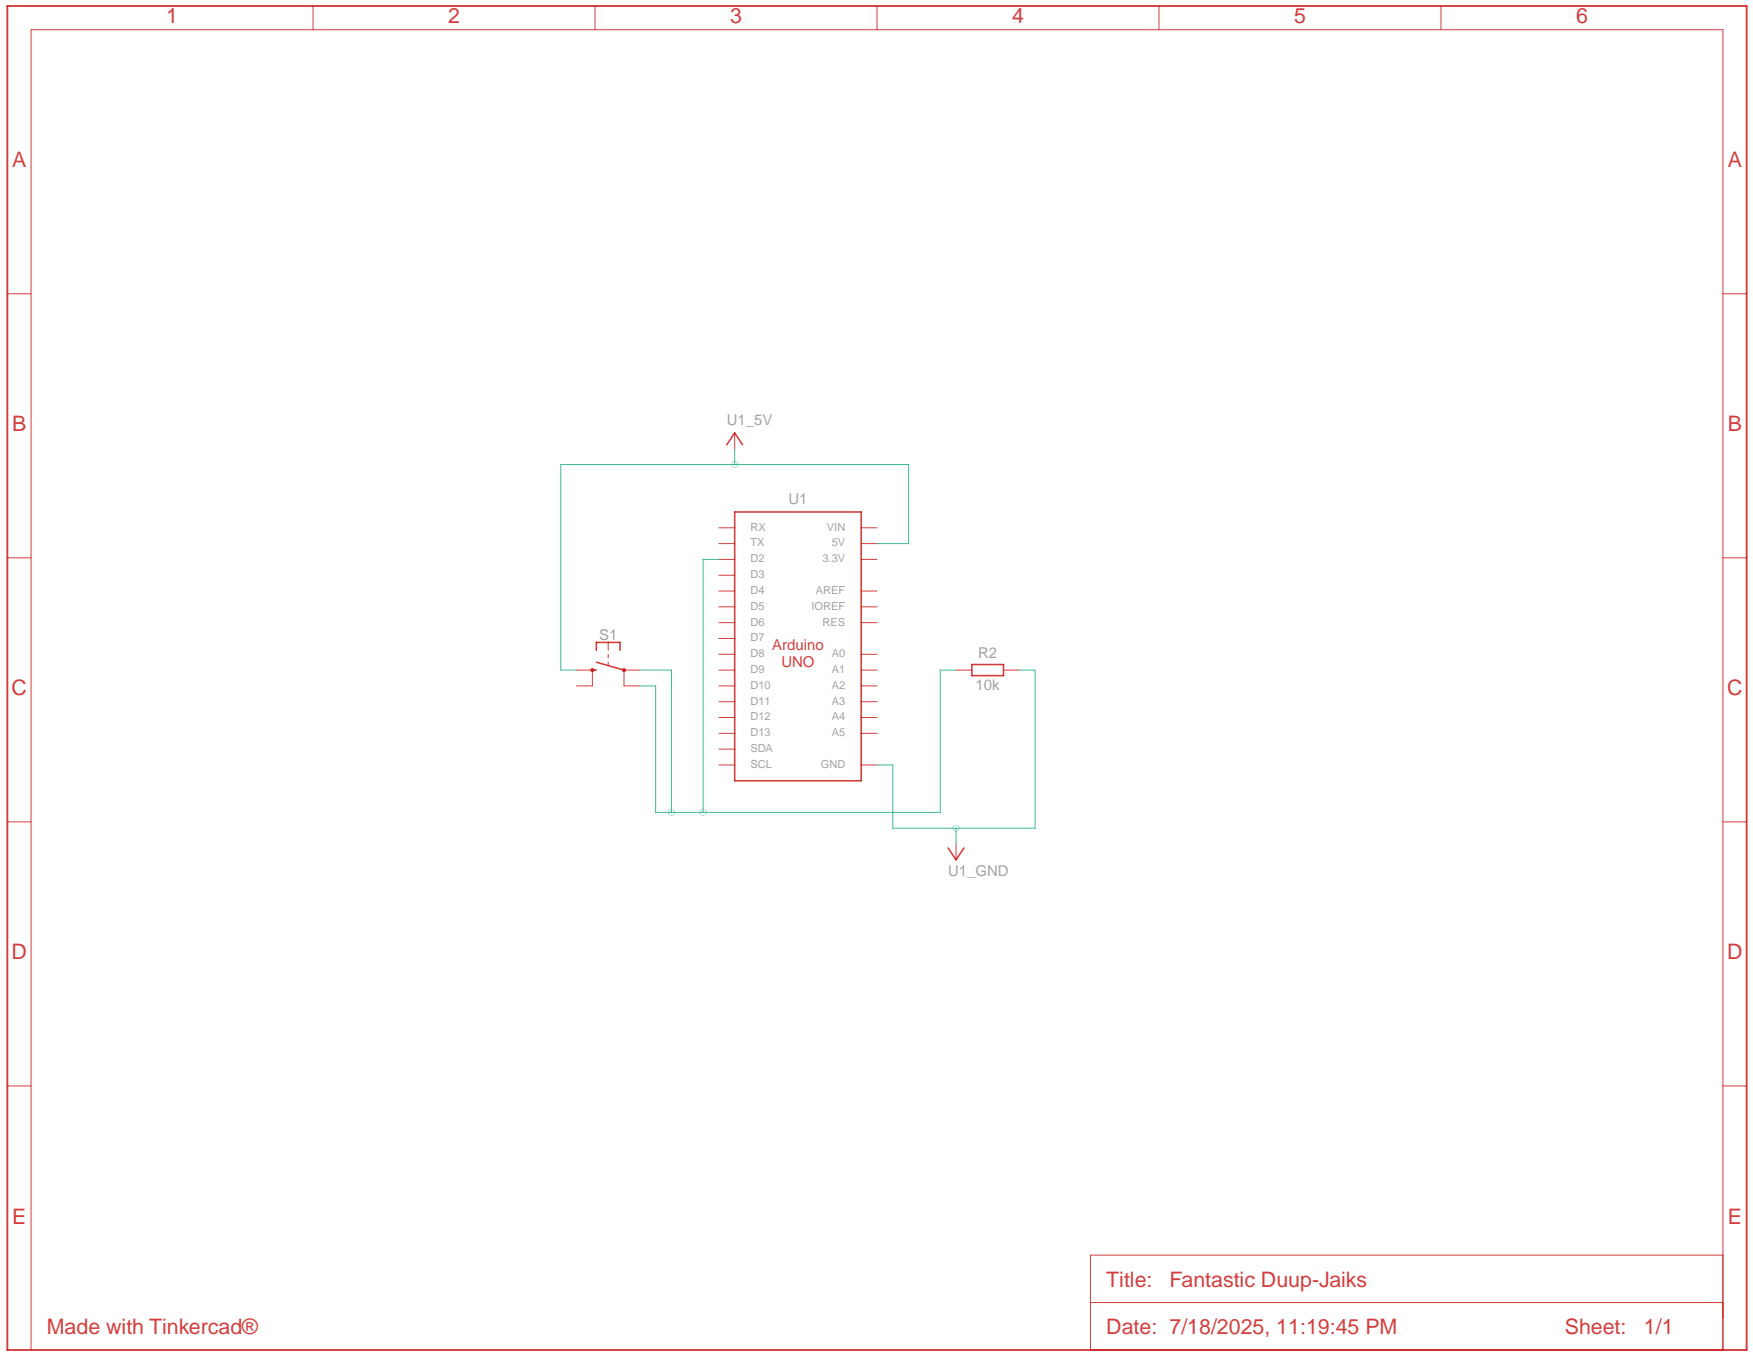 1 2 3 4 5 6
A A
B B
U1_5V
U1
RX VIN
TX 5V
D2 3.3V
D3
D4 AREF
D5 IOREF
D6 RES
S1
D7
Arduino
D8 A0
R2
UNO
D9 A1
C C
D10 A2
10k
D11 A3
D12 A4
D13 A5
SDA
SCL GND
U1_GND
D D
E E
Title: Fantastic Duup-Jaiks
Made with Tinkercad®
Date: 7/18/2025, 11:19:45 PM Sheet: 1/1